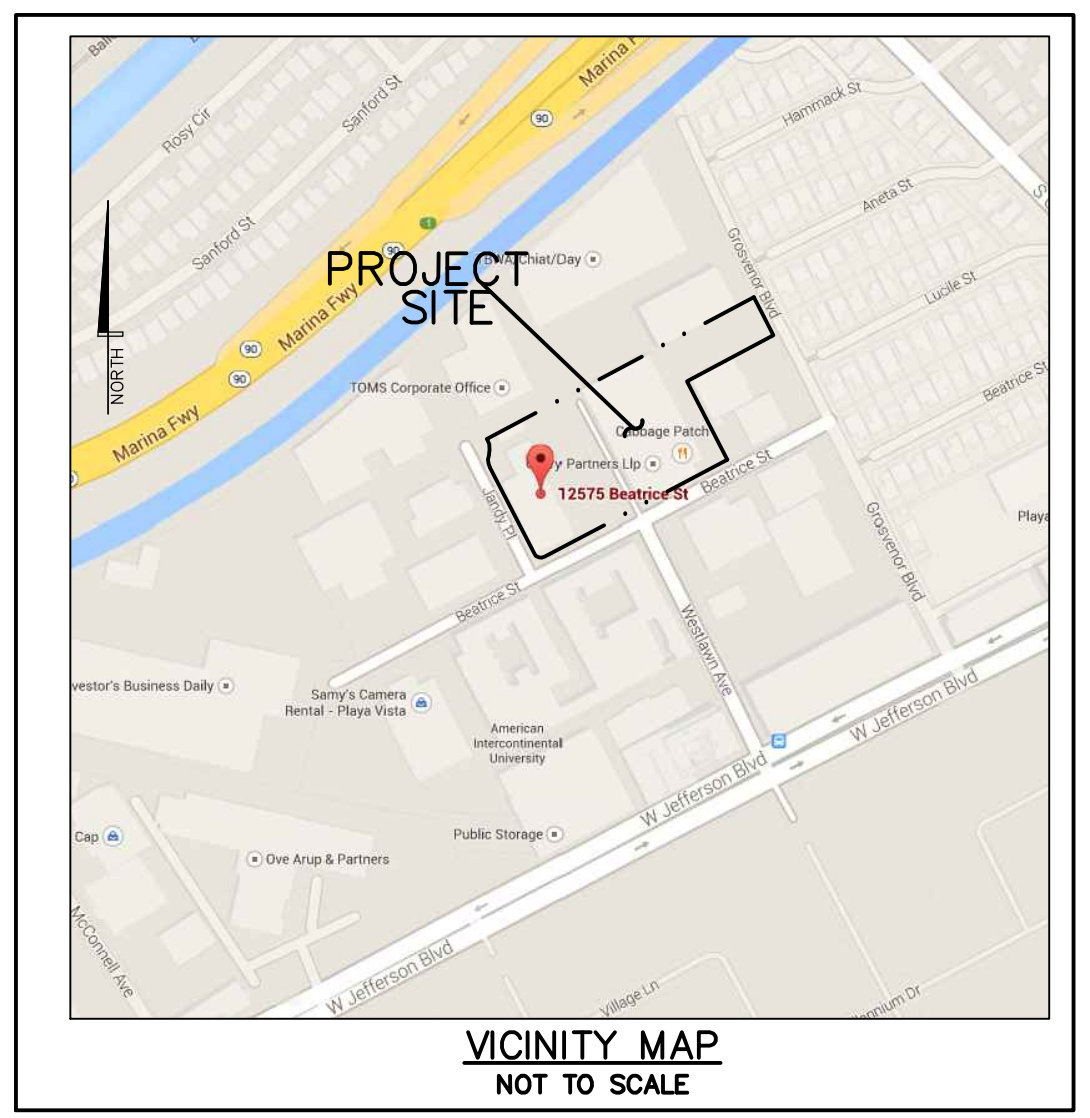 Marina Fwy
90
Hammack St
Sanford St
Rosy Cir
Aneta St
Sanford St
1
90
Grosvenor Blvd
PROJECT
SITE
Chiat/Day
Lucile St
Marina Fwy
90
90
NORTH
TOMS Corporate Office
Beatrice St
Marina Fwy
Cabbage Patch
Partners Llp
Beatrice St
12575 Beatrice St
Jandy Pl
Grosvenor Blvd
Playa
Beatrice St
Westlawn Ave
vestor's Business Daily
Samy's Camera
Rental - Playa Vista
W Jefferson Blvd
American
Intercontinental
University
W Jefferson Blvd
Public Storage
Cap
Ove Arup & Partners
McConnell Ave
W Jefferson Blvd
Village Ln
ennium Dr
VICINITY MAP
NOT TO SCALE